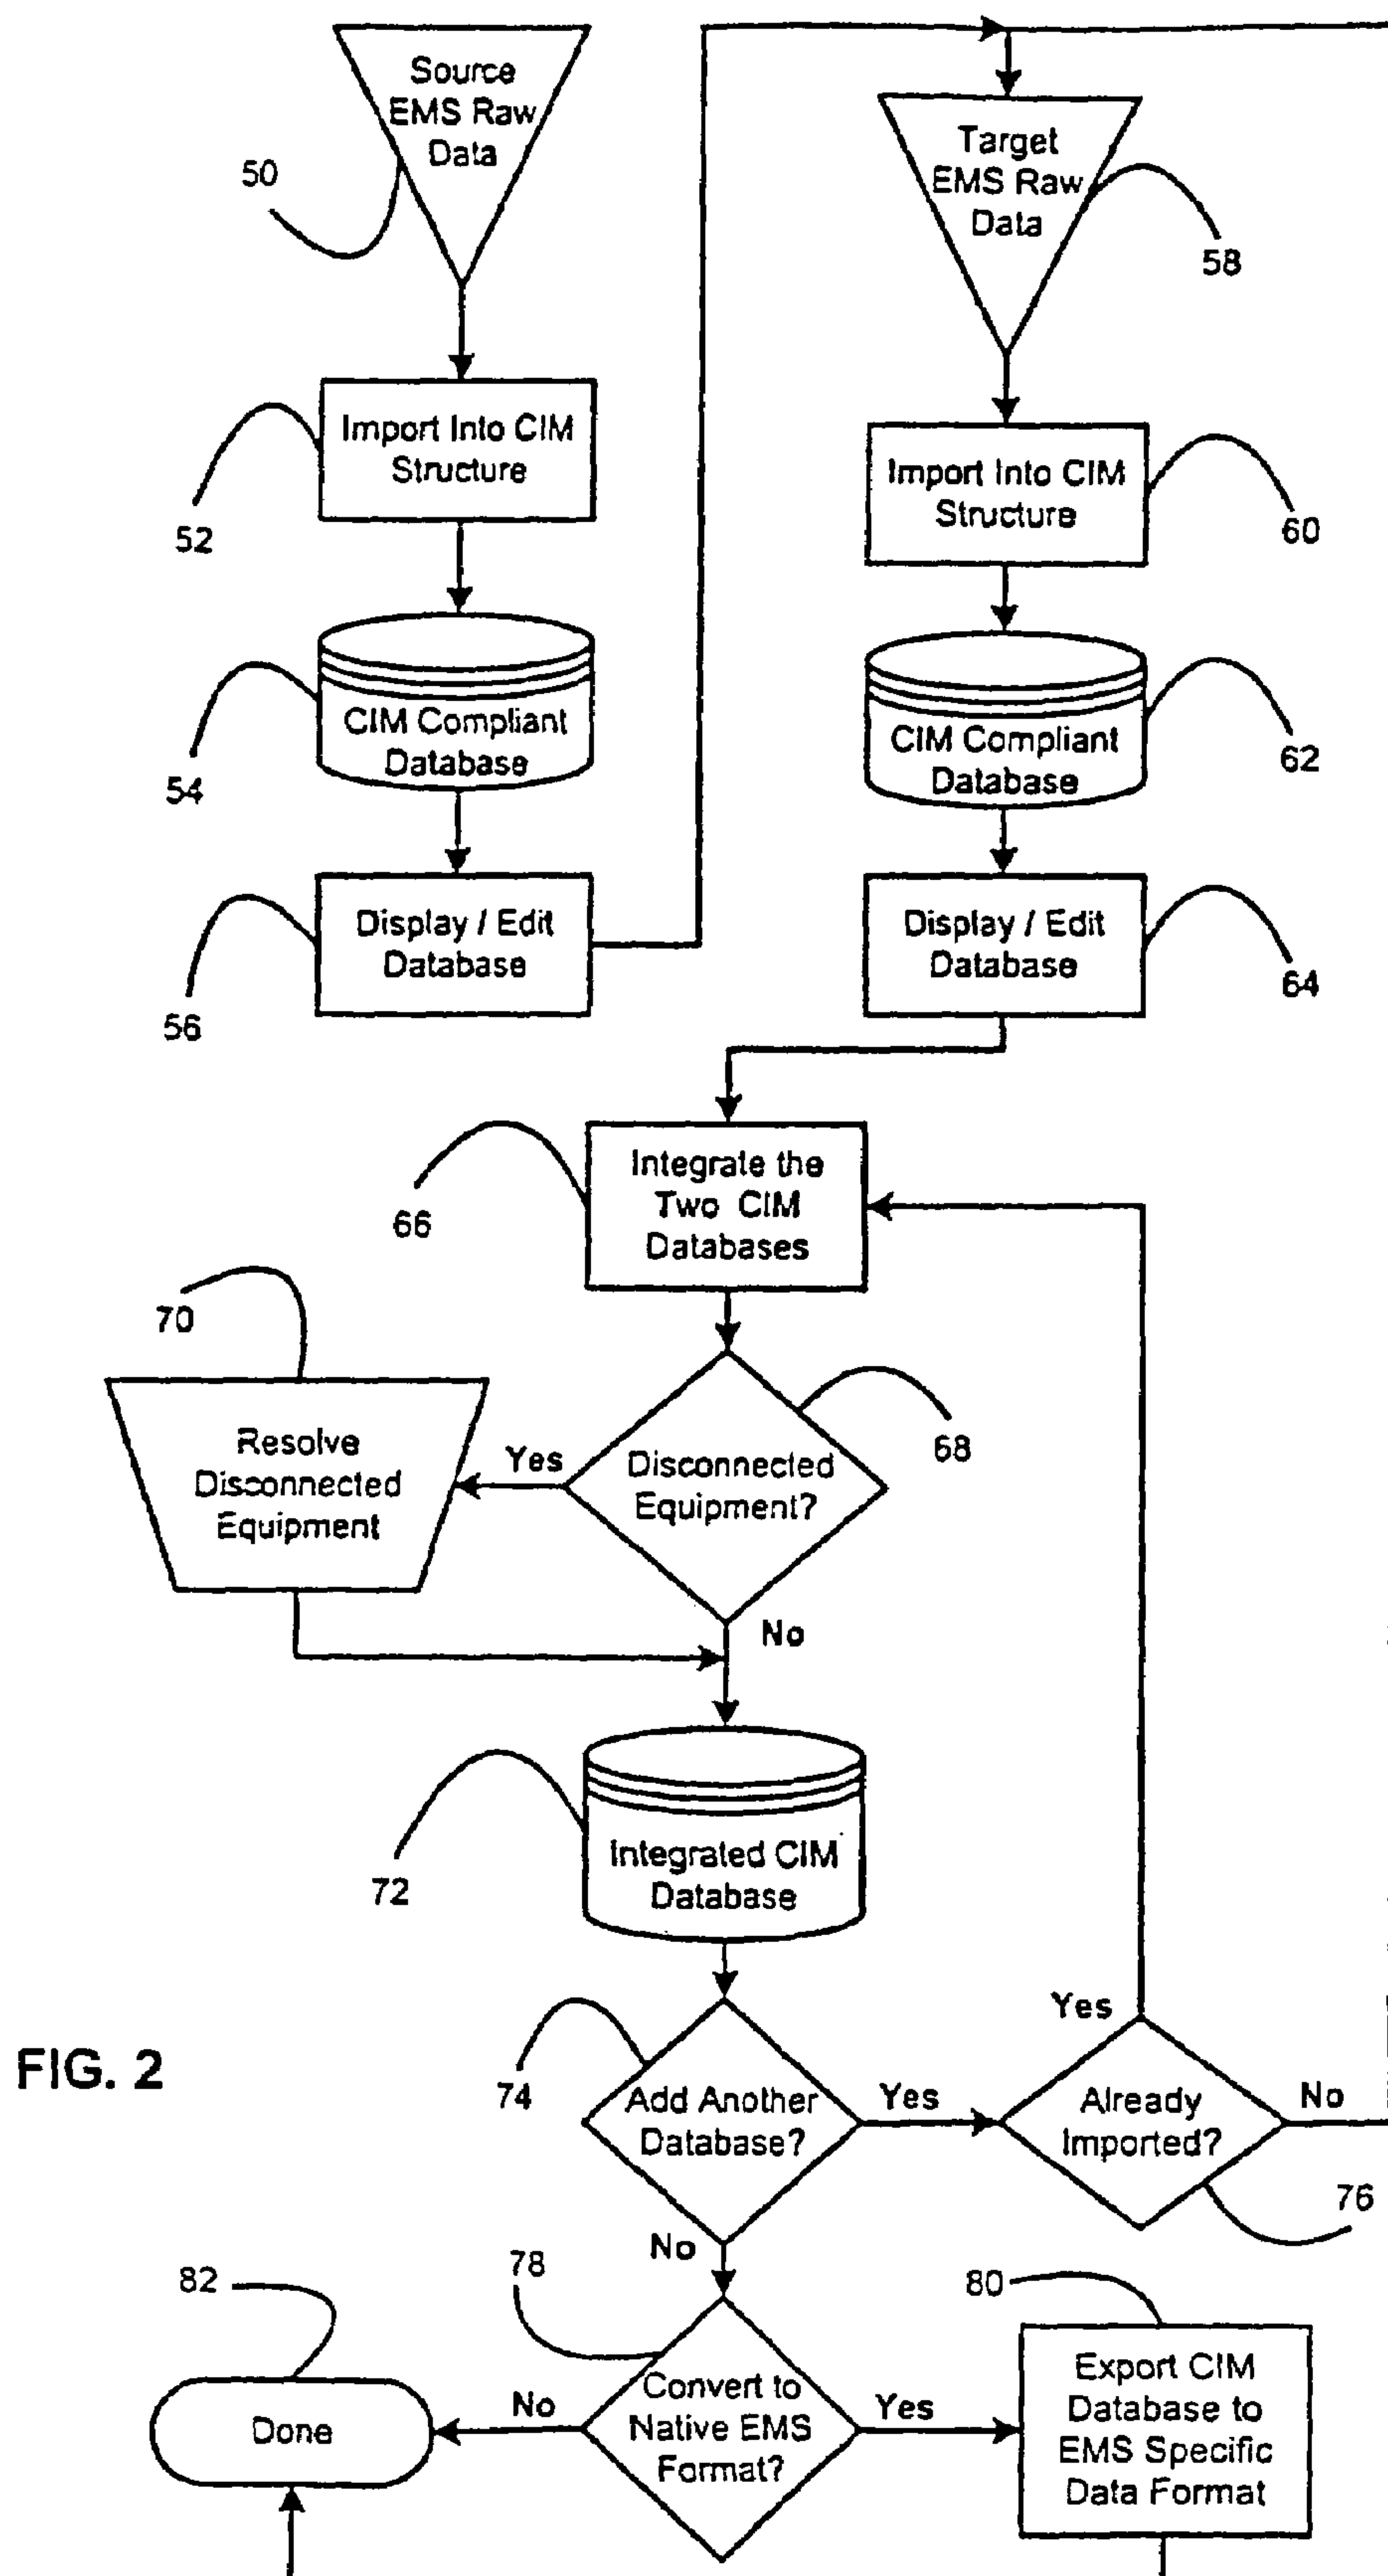 Source
EMS Raw
Data
50
Target
EMS Raw
Data
58
Import Into CIM
Structure
52
Import Into CIM
Structure
60
CIM Compliant
Database
54
CIM Compliant
Database
62
Display / Edit
Database
56
Display / Edit
Database
64
Integrate the
Two CIM
Databases
66
70
Resolve
Disconnected
Equipment
Yes
Disconnected
Equipment?
68
No
Integrated CIM
Database
72
FIG. 2
74
Add Another
Database?
Yes
Yes
Already
Imported?
No
76
No
82
78
80
Done
No
Convert to
Native EMS
Format?
Yes
Export CIM
Database to
EMS Specific
Data Format